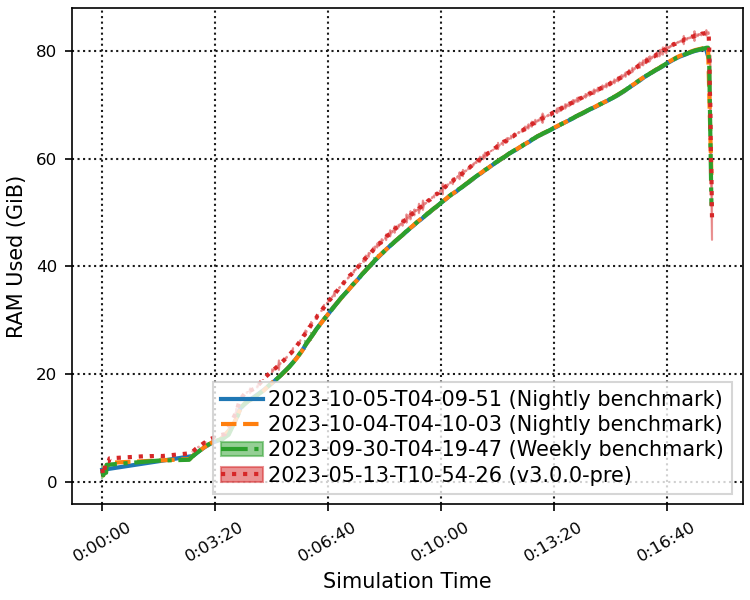 80
60
40
20
0
RAM Used (GiB)
2023-10-05-T04-09-51 (Nightly benchmark)
2023-10-04-T04-10-03 (Nightly benchmark)
2023-09-30-T04-19-47 (Weekly benchmark)
2023-05-13-T10-54-26 (v3.0.0-pre)
0:00:00
0:03:20
0:06:40
0:10:00
0:13:20
0:16:40
Simulation Time